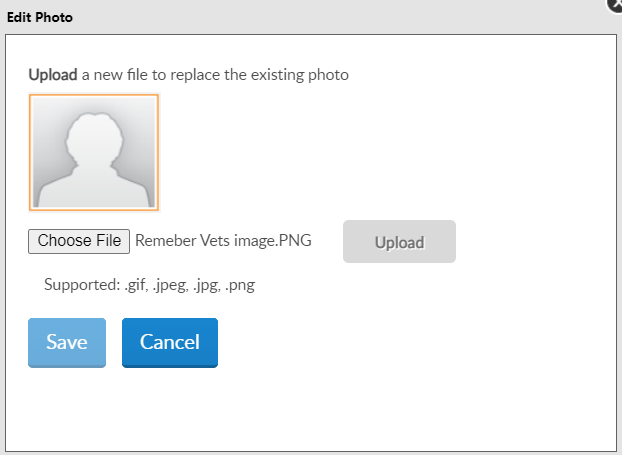 Edit Photo
Upload a new file to replace the existing photo
Choose File Remeber Vets image.PNG Upload
Supported: .gif, .jpeg, .jpg, .png
Save Cancel